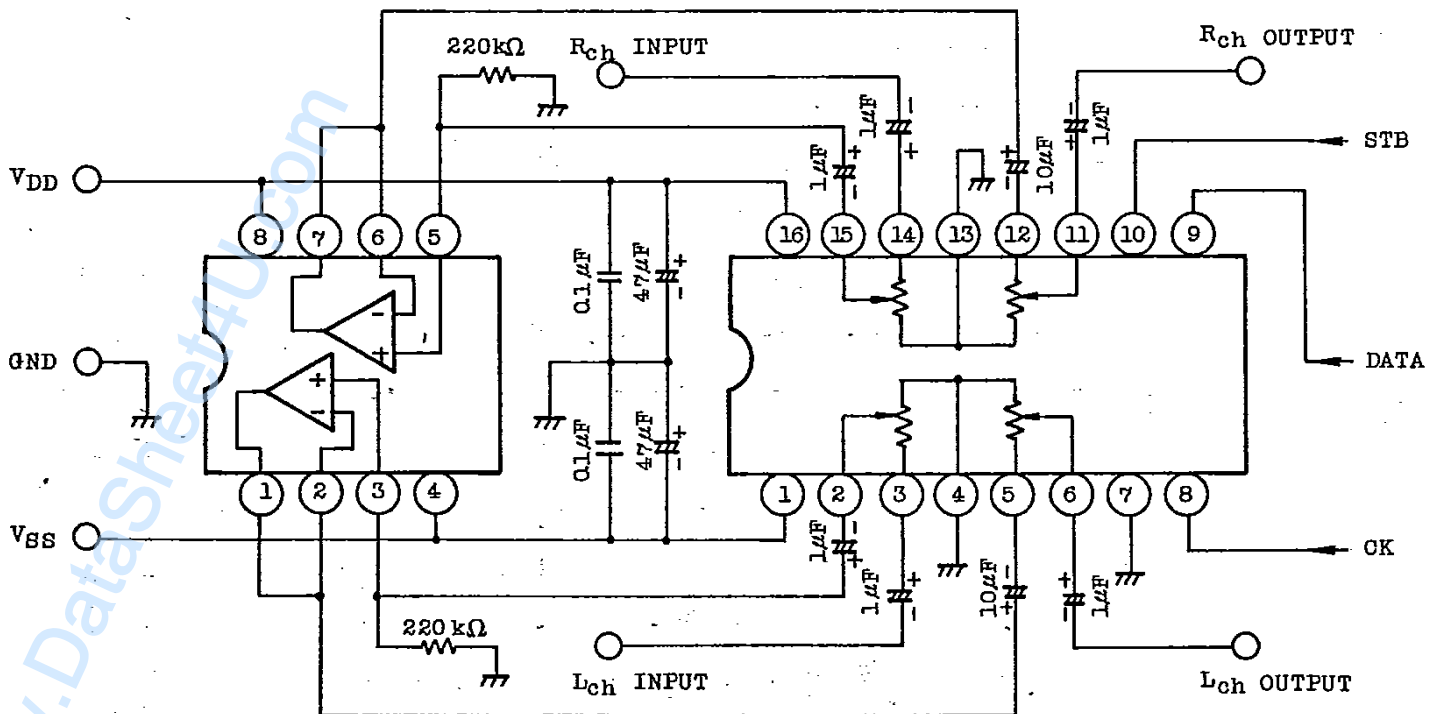 220kΩ
Rch INPUT
Rch OUTPUT
1µF
-
+
1µF
+
-
10µF
+
-
1µF
-
+
STB
VDD
8
7
6
5
16
15
14
13
12
11
10
9
0.1µF
47µF
+
-
-
+
GND
DATA
+
-
0.1µF
47µF
+
-
1
2
3
4
1
2
3
4
5
6
7
8
VSS
1µF
-
+
CK
1µF
+
-
10µF
-
+
1µF
+
-
220kΩ
Lch INPUT
Lch OUTPUT
.DataSheet4U.com